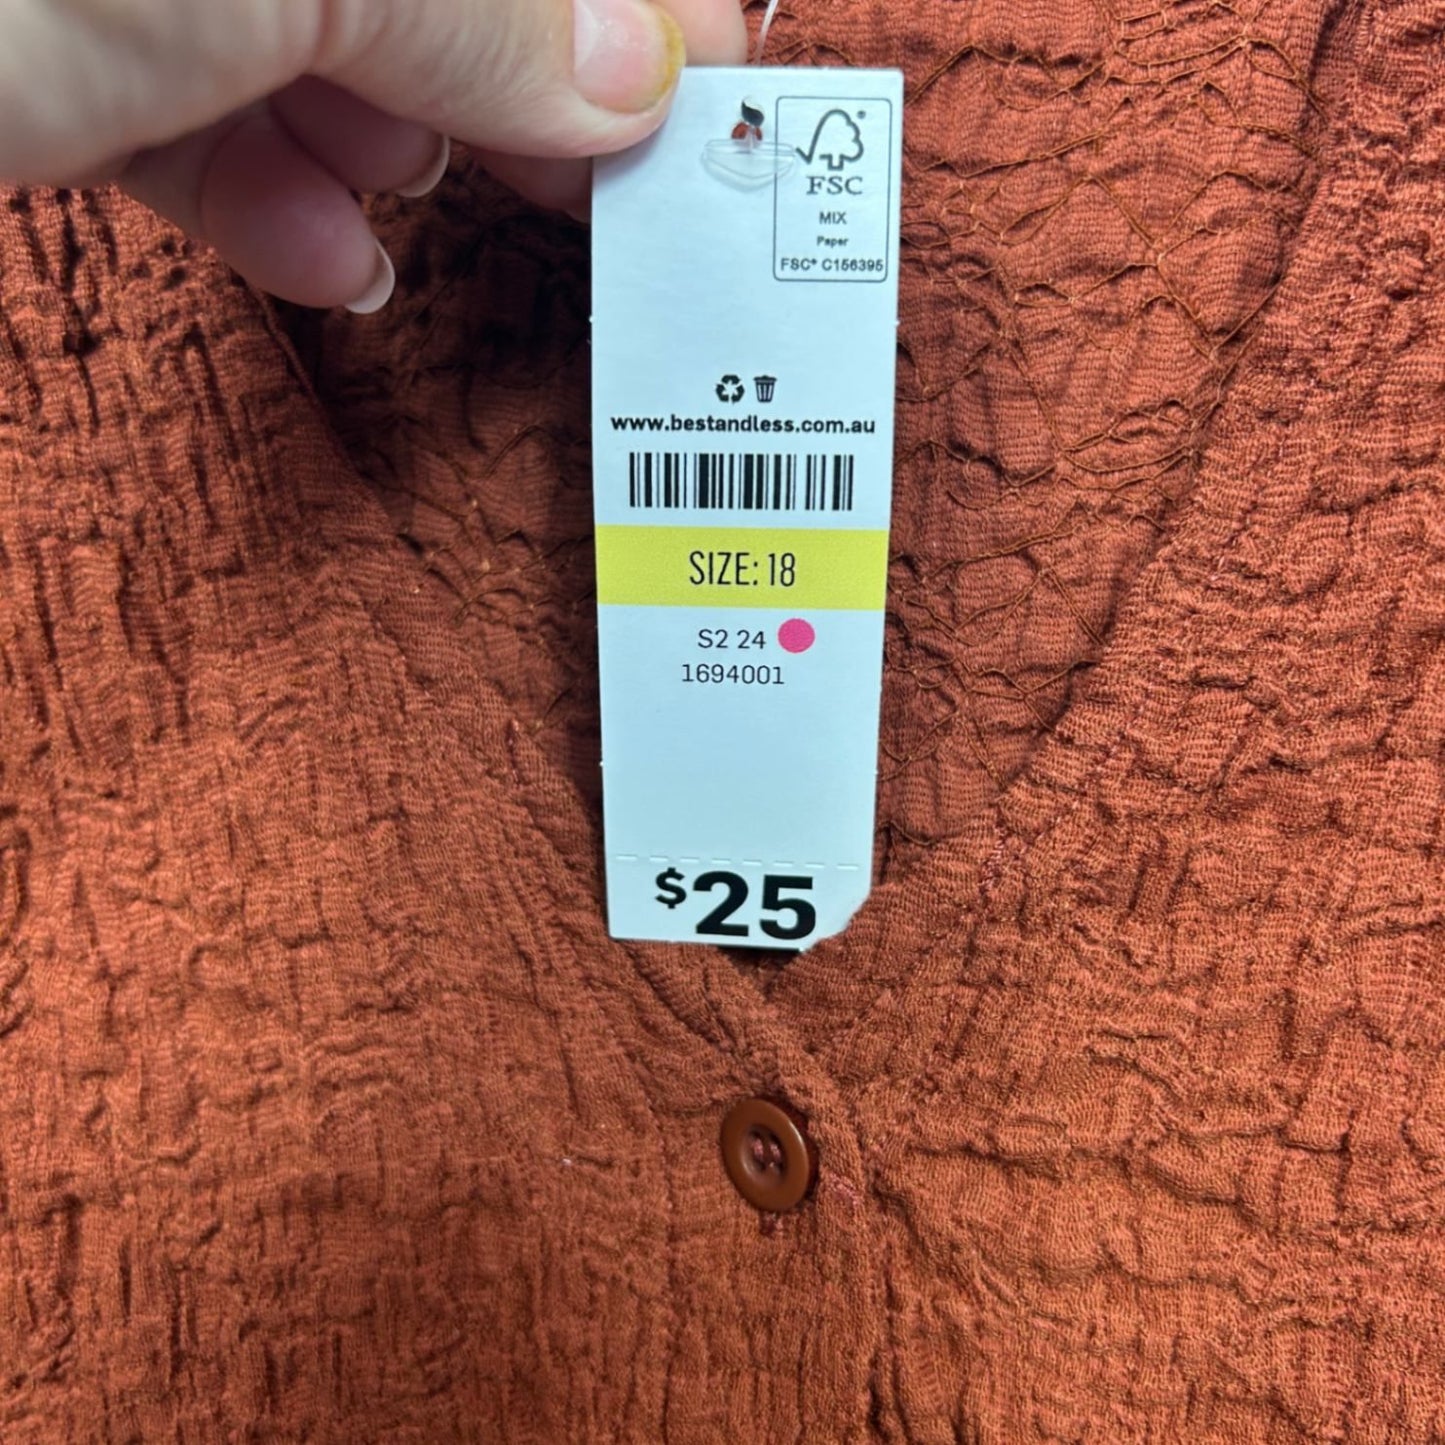 FSC®
MIX
Paper
FSC® C156395
www.bestandless.com.au
SIZE: 18
S2 24
1694001
$25